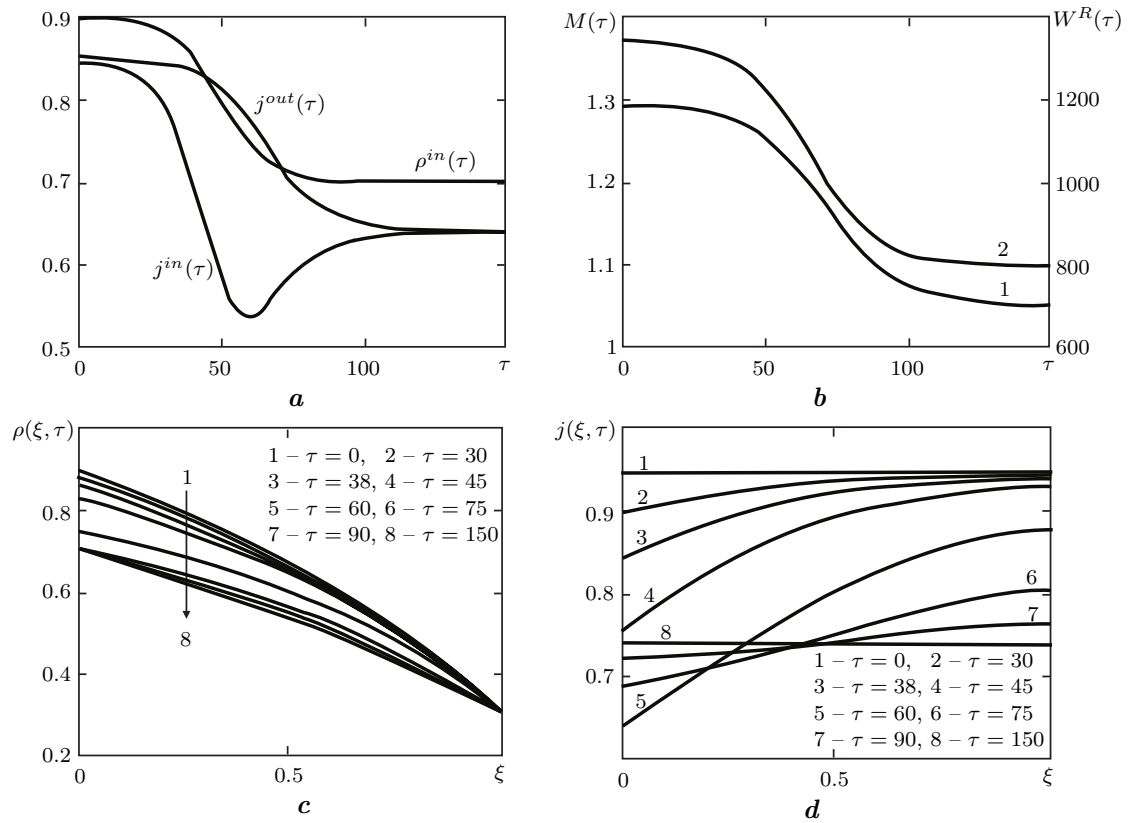 0.9
0.8
0.7
0.6
0.5
j^{out}(τ)
ρ^{in}(τ)
j^{in}(τ)
50
100
τ
a
M(τ)
W^R(τ)
1.3
1.2
1.1
1
1200
1000
800
600
2
1
0
50
100
τ
b
ρ(ξ, τ)
0.8
0.6
0.4
0.2
1 – τ = 0, 2 – τ = 30
3 – τ = 38, 4 – τ = 45
5 – τ = 60, 6 – τ = 75
7 – τ = 90, 8 – τ = 150
1
8
0
0.5
ξ
c
j(ξ, τ)
0.9
0.8
0.7
1
2
3
4
8
5
6
7
1 – τ = 0, 2 – τ = 30
3 – τ = 38, 4 – τ = 45
5 – τ = 60, 6 – τ = 75
7 – τ = 90, 8 – τ = 150
0
0.5
ξ
d